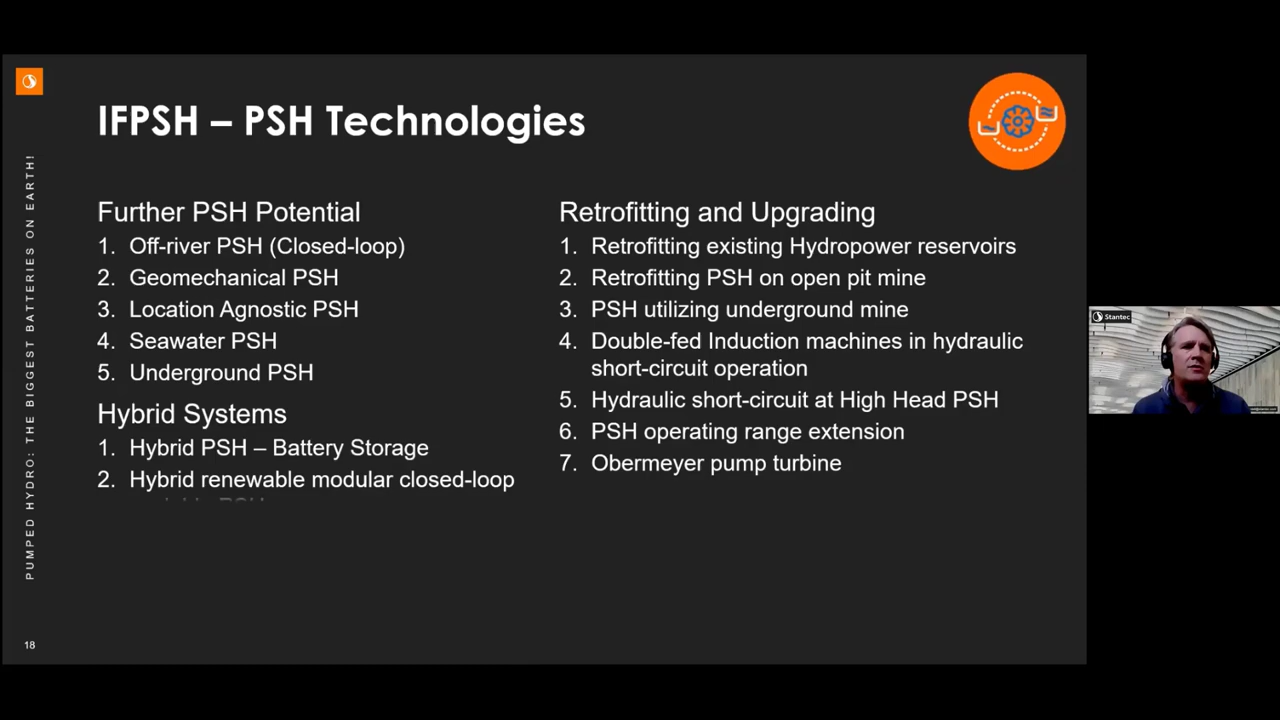 IFPSH – PSH Technologies
Further PSH Potential
1. Off-river PSH (Closed-loop)
2. Geomechanical PSH
3. Location Agnostic PSH
4. Seawater PSH
5. Underground PSH
Hybrid Systems
1. Hybrid PSH – Battery Storage
2. Hybrid renewable modular closed-loop
Retrofitting and Upgrading
1. Retrofitting existing Hydropower reservoirs
2. Retrofitting PSH on open pit mine
3. PSH utilizing underground mine
4. Double-fed Induction machines in hydraulic
short-circuit operation
5. Hydraulic short-circuit at High Head PSH
6. PSH operating range extension
7. Obermeyer pump turbine
PUMPED HYDRO: THE BIGGEST BATTERIES ON EARTH!
18
Stantec